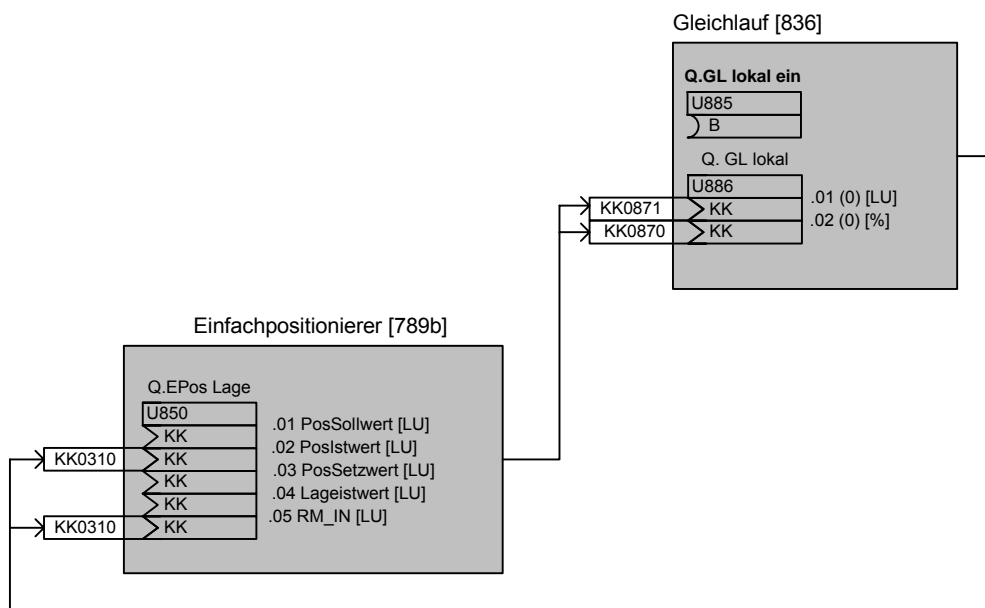 Gleichlauf [836]
Q.GL lokal ein
U885
B
Q. GL lokal
U886
KK0871 KK .01 (0) [LU]
KK0870 KK .02 (0) [%]
Einfachpositionierer [789b]
Q.EPos Lage
U850
KK .01 PosSollwert [LU]
KK0310 KK .02 PosIstwert [LU]
KK .03 PosSetzwert [LU]
KK .04 Lageistwert [LU]
KK0310 KK .05 RM_IN [LU]